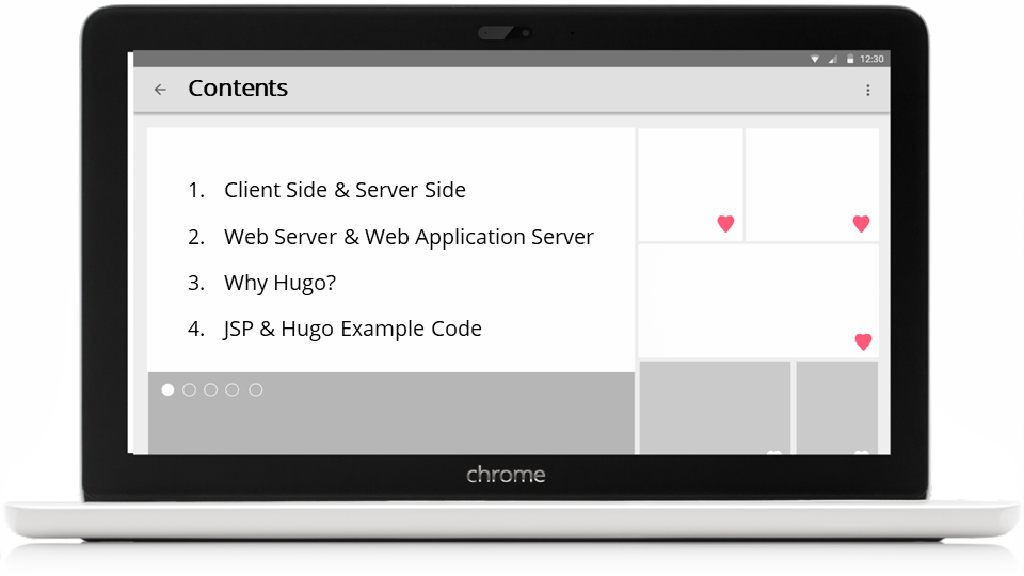 12:30
Contents
1. Client Side & Server Side
2. Web Server & Web Application Server
3. Why Hugo?
4. JSP & Hugo Example Code
chrome